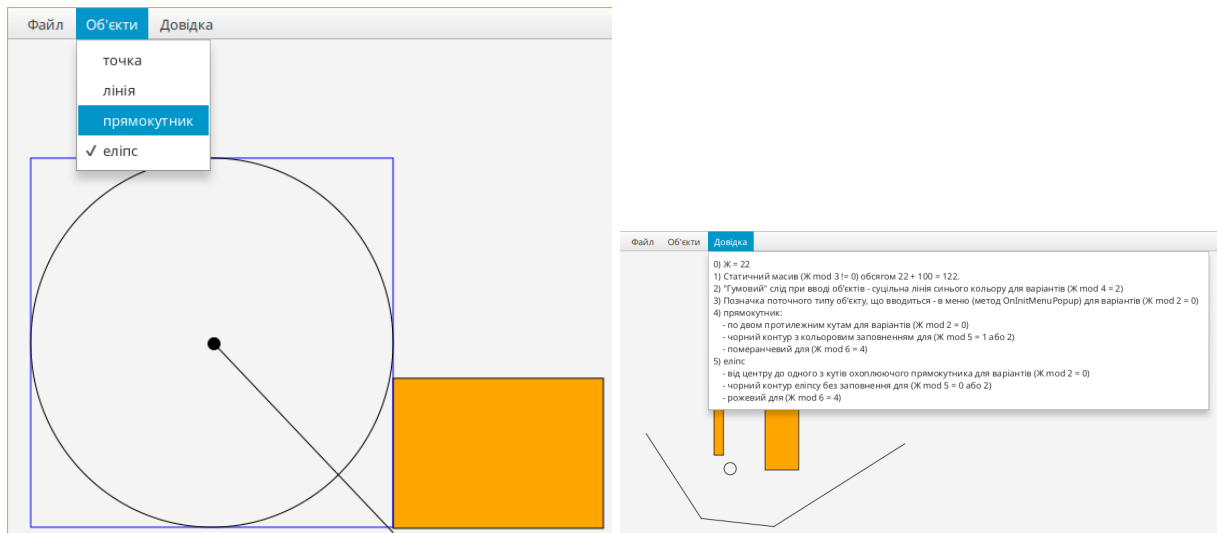 Файл Об'єкти Довідка
точка
лінія
прямокутник
✓ еліпс
Файл Об'єкти Довідка
0) Ж = 22
1) Статичний масив (Ж mod 3 != 0) обсягом 22 + 100 = 122.
2) "Гумовий" слід при вводі об'єктів - суцільна лінія синього кольору для варіантів (Ж mod 4 = 2)
3) Позначка поточного типу об'єкту, що вводиться - в меню (метод OnInitMenuPopup) для варіантів (Ж mod 2 = 0)
4) прямокутник:
- по двом протилежним кутам для варіантів (Ж mod 2 = 0)
- чорний контур з кольоровим заповненням для (Ж mod 5 = 1 або 2)
- померанчевий для (Ж mod 6 = 4)
5) еліпс
- від центру до одного з кутів охоплюючого прямокутника для варіантів (Ж mod 2 = 0)
- чорний контур еліпсу без заповнення для (Ж mod 5 = 0 або 2)
- рожевий для (Ж mod 6 = 4)